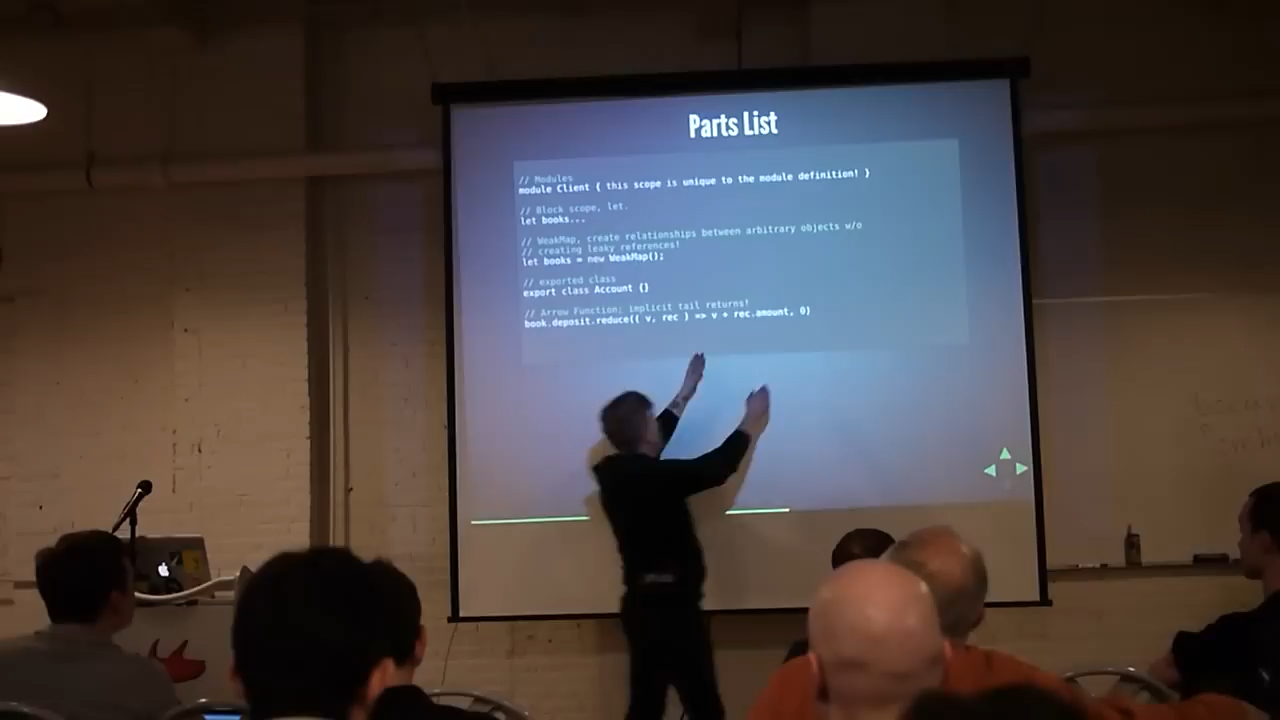 Parts List
// Modules
module Client { this scope is unique to the module definition! }
// Block scope, let.
let books...
// WeakMap, create relationships between arbitrary objects w/o
// creating leaky references!
let books = new WeakMap();
// exported class
export class Account {}
// Arrow Function; implicit tail returns!
book.deposit.reduce(( v, rec ) => v + rec.amount, 0)